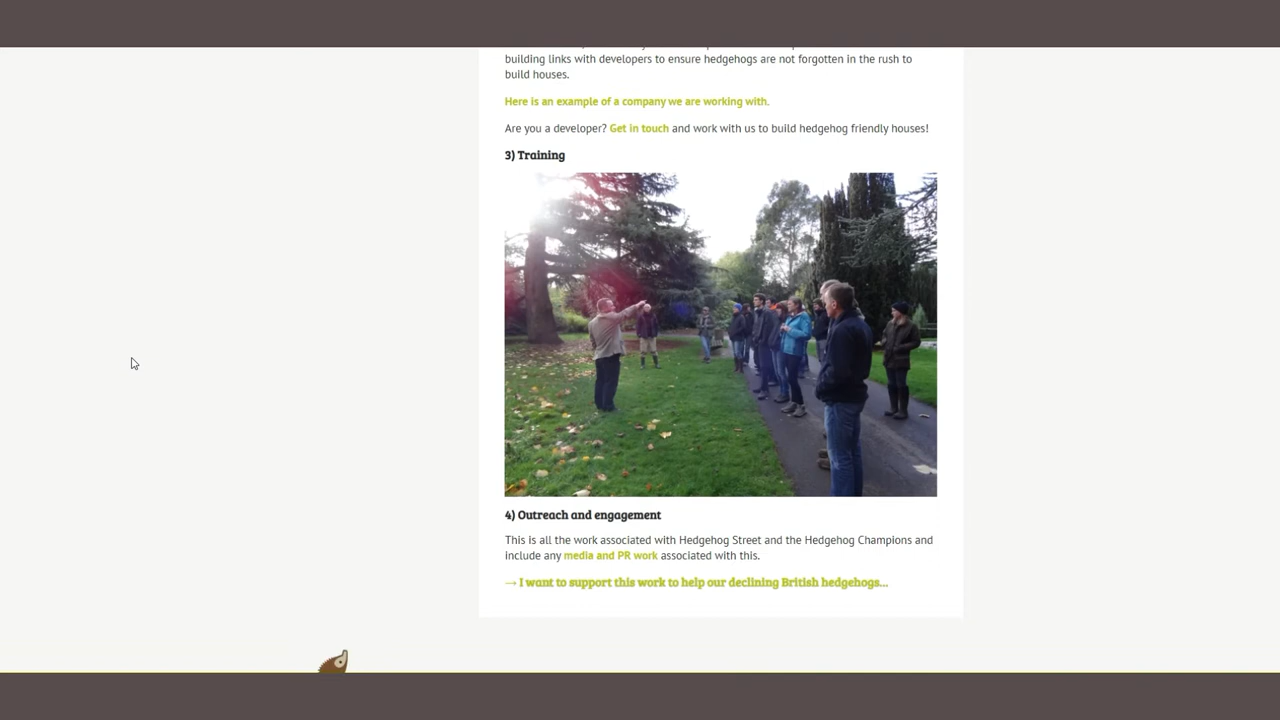 building links with developers to ensure hedgehogs are not forgotten in the rush to
build houses.
Here is an example of a company we are working with.
Are you a developer? Get in touch and work with us to build hedgehog friendly houses!
3) Training
4) Outreach and engagement
This is all the work associated with Hedgehog Street and the Hedgehog Champions and
include any media and PR work associated with this.
→ I want to support this work to help our declining British hedgehogs...